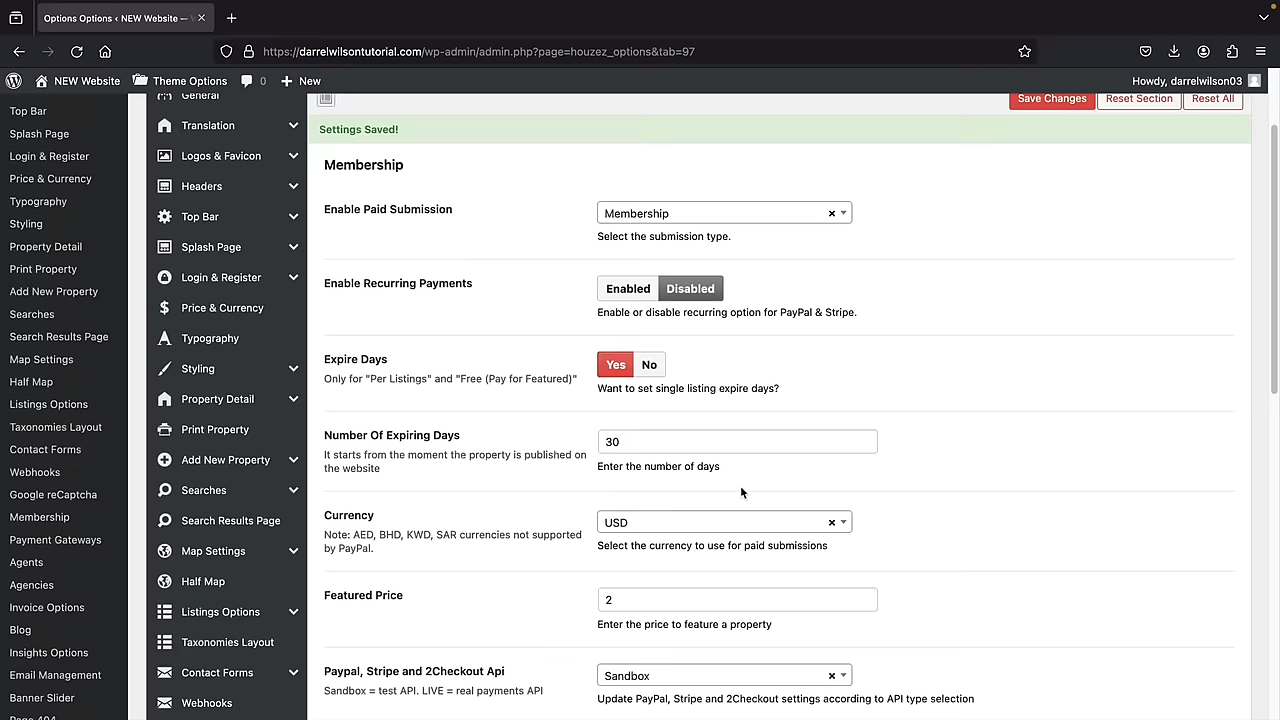 Options Options ‹ NEW Website —
https://darrelwilsontutorial.com/wp-admin/admin.php?page=houzez_options&tab=97
NEW Website
Theme Options
0
New
Howdy, darrelwilson03
Top Bar
Splash Page
Login & Register
Price & Currency
Typography
Styling
Property Detail
Print Property
Add New Property
Searches
Search Results Page
Map Settings
Half Map
Listings Options
Taxonomies Layout
Contact Forms
Webhooks
Google reCaptcha
Membership
Payment Gateways
Agents
Agencies
Invoice Options
Blog
Insights Options
Email Management
Banner Slider
Page 404
General
Translation
Logos & Favicon
Headers
Top Bar
Splash Page
Login & Register
Price & Currency
Typography
Styling
Property Detail
Print Property
Add New Property
Searches
Search Results Page
Map Settings
Half Map
Listings Options
Taxonomies Layout
Contact Forms
Webhooks
Save Changes
Reset Section
Reset All
Settings Saved!
Membership
Enable Paid Submission
Membership
Select the submission type.
Enable Recurring Payments
Enabled
Disabled
Enable or disable recurring option for PayPal & Stripe.
Expire Days
Only for "Per Listings" and "Free (Pay for Featured)"
Yes
No
Want to set single listing expire days?
Number Of Expiring Days
It starts from the moment the property is published on
the website
30
Enter the number of days
Currency
Note: AED, BHD, KWD, SAR currencies not supported
by PayPal.
USD
Select the currency to use for paid submissions
Featured Price
2
Enter the price to feature a property
Paypal, Stripe and 2Checkout Api
Sandbox = test API. LIVE = real payments API
Sandbox
Update PayPal, Stripe and 2Checkout settings according to API type selection